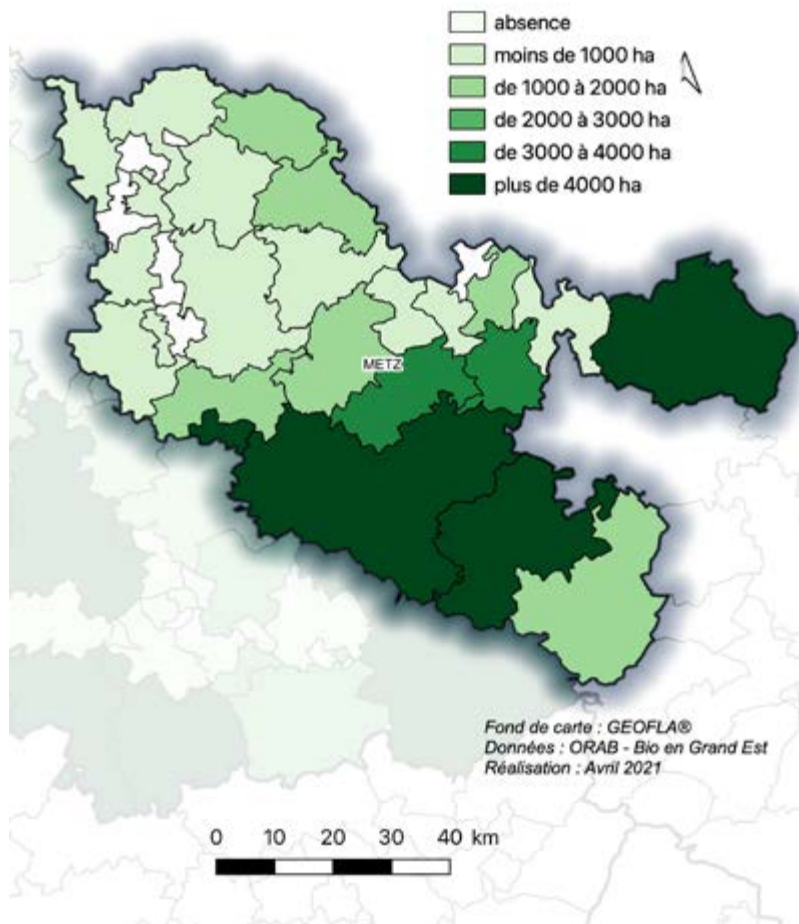 absence
moins de 1000 ha
de 1000 à 2000 ha
de 2000 à 3000 ha
de 3000 à 4000 ha
plus de 4000 ha
METZ
Fond de carte : GEOFLA®
Données : ORAB - Bio en Grand Est
Réalisation : Avril 2021
0 10 20 30 40 km